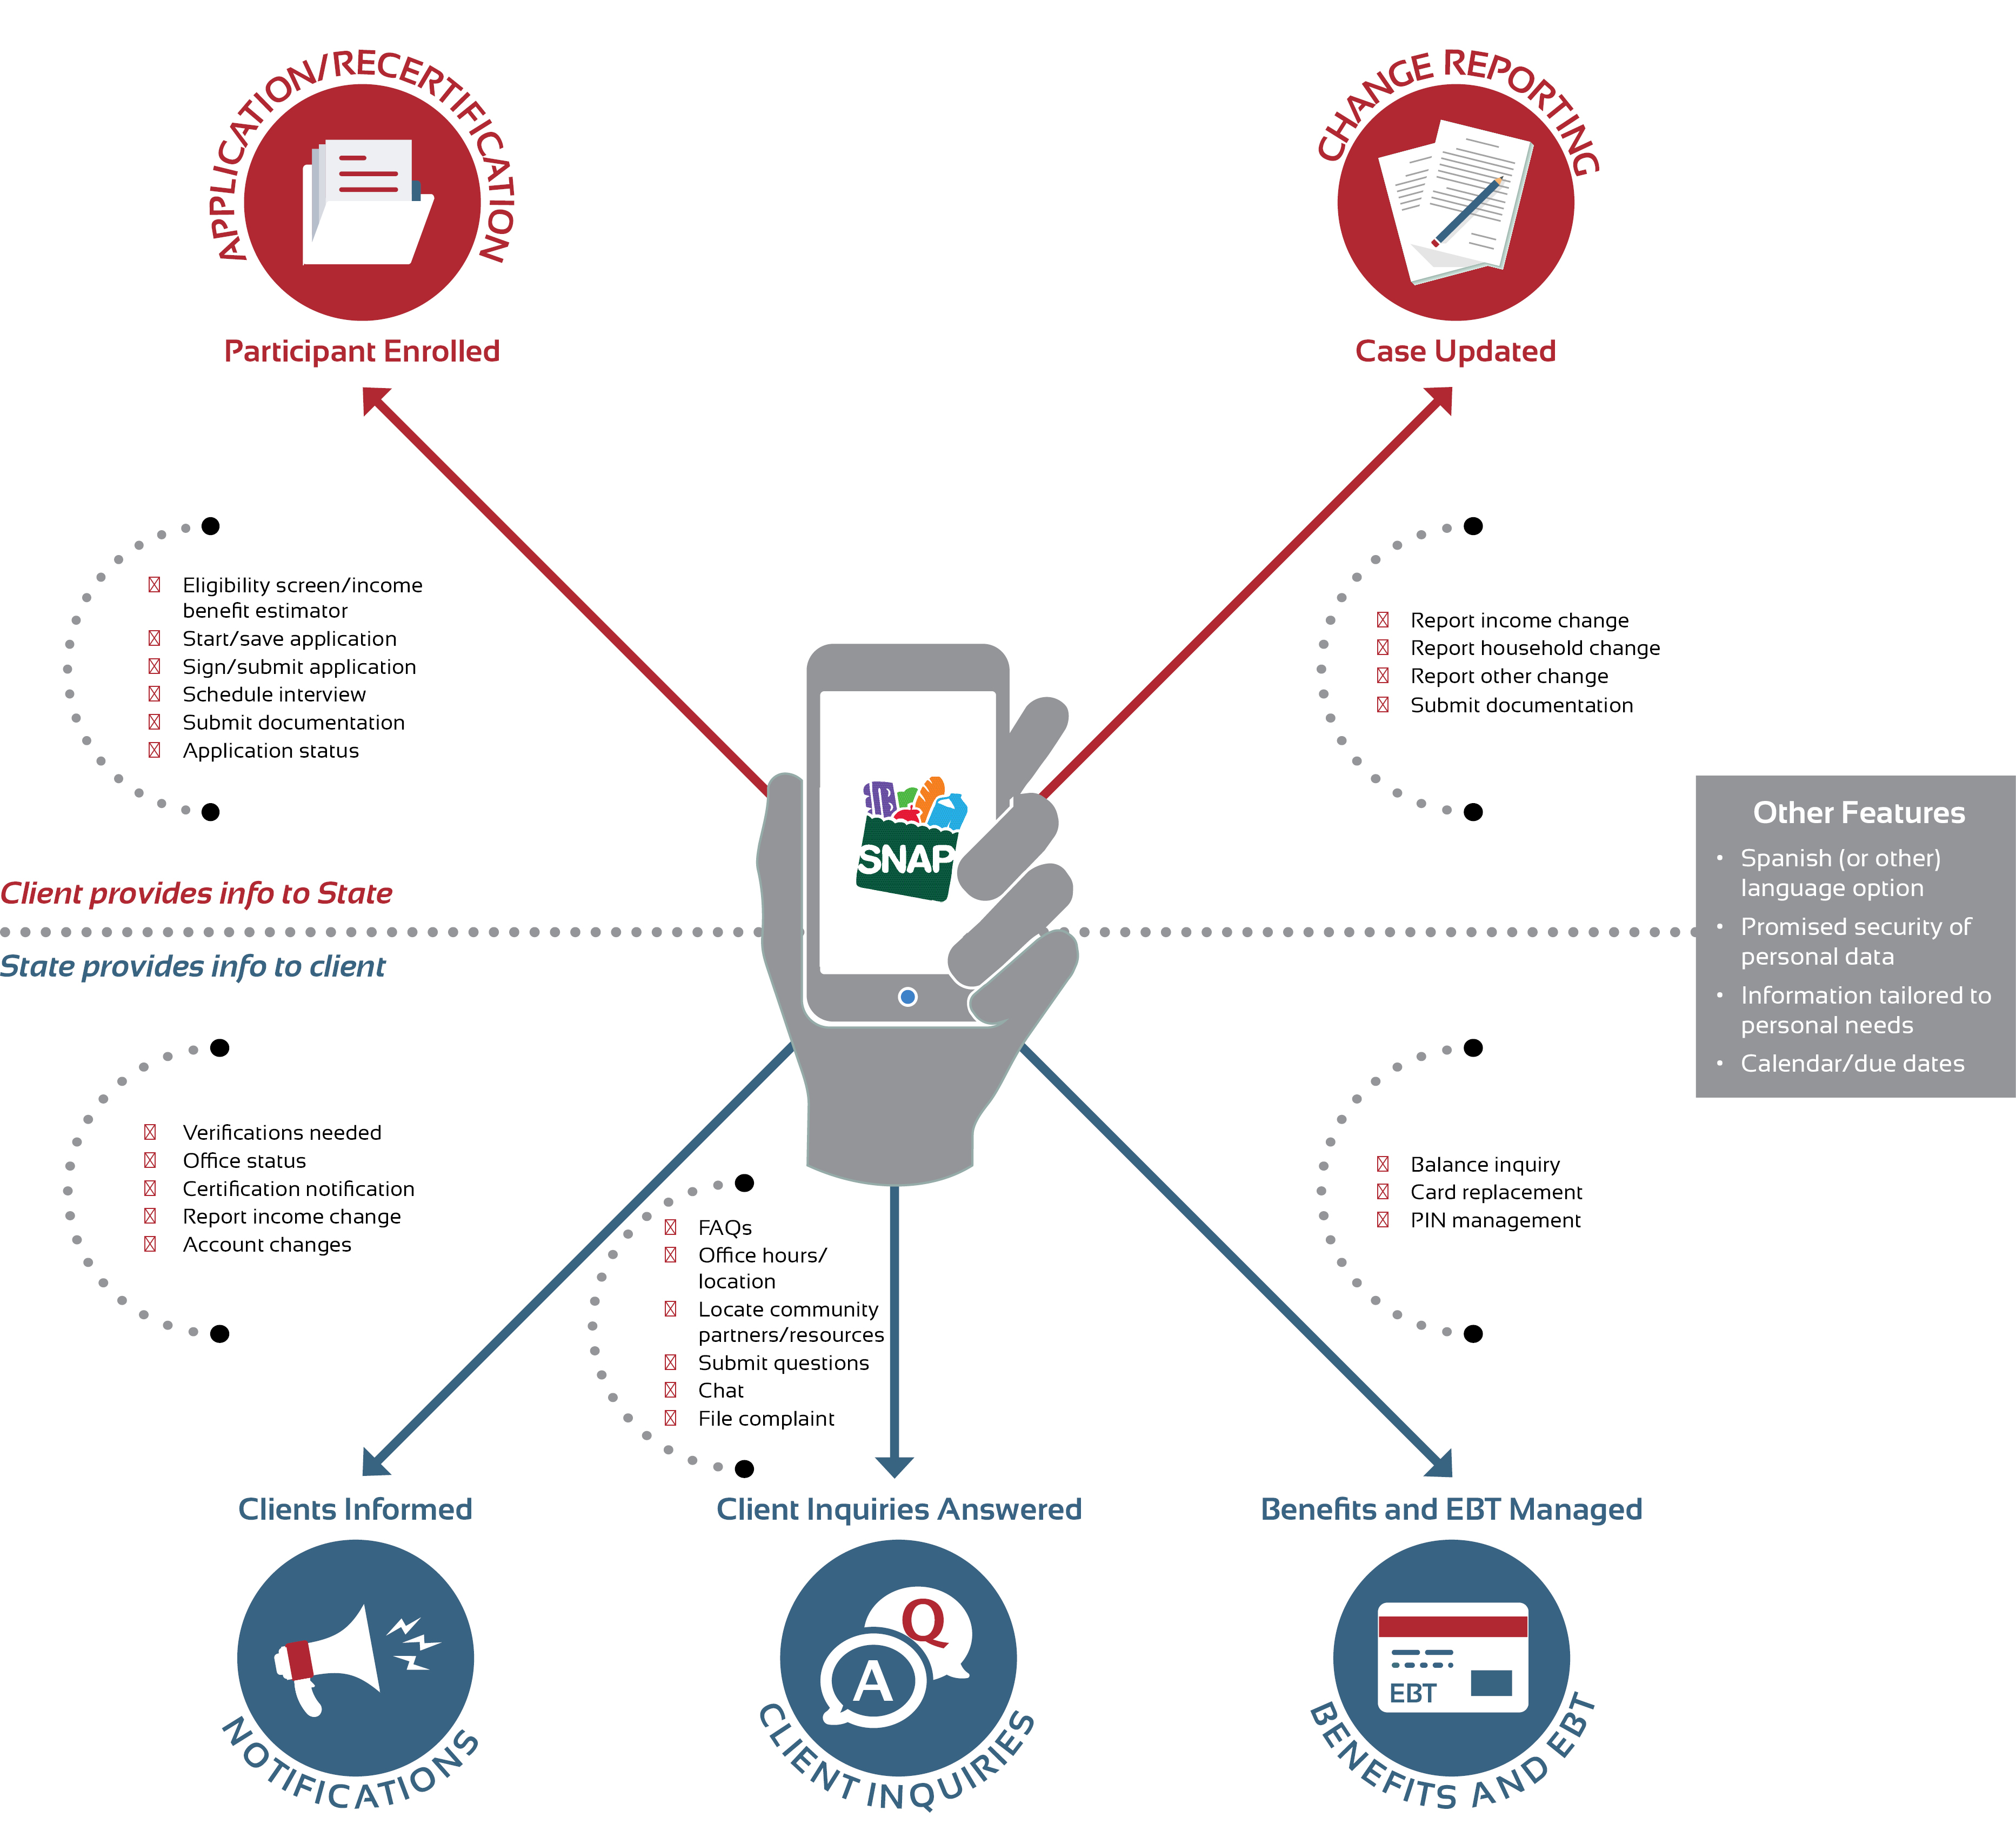 APPLICATION/RECERTIFICATION
Participant Enrolled
CHANGE REPORTING
Case Updated
Eligibility screen/income
benefit estimator
Start/save application
Sign/submit application
Schedule interview
Submit documentation
Application status
Report income change
Report household change
Report other change
Submit documentation
SNAP
Other Features
• Spanish (or other)
language option
• Promised security of
personal data
• Information tailored to
personal needs
• Calendar/due dates
Client provides info to State
State provides info to client
Verifications needed
Office status
Certification notification
Report income change
Account changes
FAQs
Office hours/
location
Locate community
partners/resources
Submit questions
Chat
File complaint
Balance inquiry
Card replacement
PIN management
Clients Informed
NOTIFICATIONS
Client Inquiries Answered
Q
A
CLIENT INQUIRIES
Benefits and EBT Managed
EBT
BENEFITS AND EBT